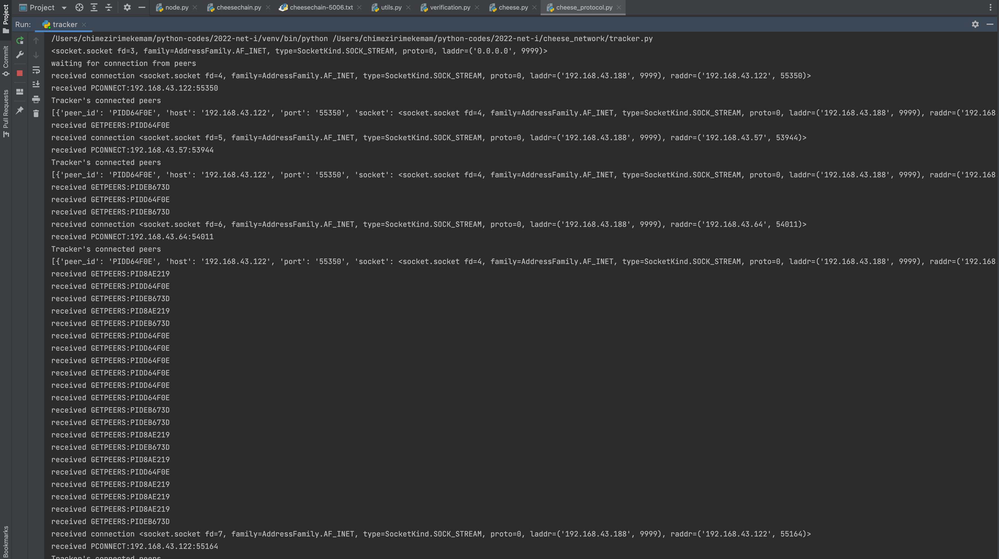 Project
node.py
cheesechain.py
cheesechain-5006.txt
utils.py
verification.py
cheese.py
cheese_protocol.py
Project
Commit
Pull Requests
Bookmarks
Run:
tracker
/Users/chimezirimekemam/python-codes/2022-net-i/venv/bin/python /Users/chimezirimekemam/python-codes/2022-net-i/cheese_network/tracker.py
<socket.socket fd=3, family=AddressFamily.AF_INET, type=SocketKind.SOCK_STREAM, proto=0, laddr=('0.0.0.0', 9999)>
waiting for connection from peers
received connection <socket.socket fd=4, family=AddressFamily.AF_INET, type=SocketKind.SOCK_STREAM, proto=0, laddr=('192.168.43.188', 9999), raddr=('192.168.43.122', 55350)>
received PCONNECT:192.168.43.122:55350
Tracker's connected peers
[{'peer_id': 'PIDD64F0E', 'host': '192.168.43.122', 'port': '55350', 'socket': <socket.socket fd=4, family=AddressFamily.AF_INET, type=SocketKind.SOCK_STREAM, proto=0, laddr=('192.168.43.188', 9999), raddr=('192.168
received GETPEERS:PIDD64F0E
received connection <socket.socket fd=5, family=AddressFamily.AF_INET, type=SocketKind.SOCK_STREAM, proto=0, laddr=('192.168.43.188', 9999), raddr=('192.168.43.57', 53944)>
received PCONNECT:192.168.43.57:53944
Tracker's connected peers
[{'peer_id': 'PIDD64F0E', 'host': '192.168.43.122', 'port': '55350', 'socket': <socket.socket fd=4, family=AddressFamily.AF_INET, type=SocketKind.SOCK_STREAM, proto=0, laddr=('192.168.43.188', 9999), raddr=('192.168
received GETPEERS:PIDEB673D
received GETPEERS:PIDD64F0E
received GETPEERS:PIDEB673D
received connection <socket.socket fd=6, family=AddressFamily.AF_INET, type=SocketKind.SOCK_STREAM, proto=0, laddr=('192.168.43.188', 9999), raddr=('192.168.43.64', 54011)>
received PCONNECT:192.168.43.64:54011
Tracker's connected peers
[{'peer_id': 'PIDD64F0E', 'host': '192.168.43.122', 'port': '55350', 'socket': <socket.socket fd=4, family=AddressFamily.AF_INET, type=SocketKind.SOCK_STREAM, proto=0, laddr=('192.168.43.188', 9999), raddr=('192.168
received GETPEERS:PID8AE219
received GETPEERS:PIDD64F0E
received GETPEERS:PIDEB673D
received GETPEERS:PID8AE219
received GETPEERS:PIDEB673D
received GETPEERS:PIDD64F0E
received GETPEERS:PIDD64F0E
received GETPEERS:PIDD64F0E
received GETPEERS:PIDD64F0E
received GETPEERS:PIDD64F0E
received GETPEERS:PIDD64F0E
received GETPEERS:PIDEB673D
received GETPEERS:PIDEB673D
received GETPEERS:PID8AE219
received GETPEERS:PIDEB673D
received GETPEERS:PID8AE219
received GETPEERS:PIDD64F0E
received GETPEERS:PID8AE219
received GETPEERS:PID8AE219
received GETPEERS:PID8AE219
received GETPEERS:PIDEB673D
received connection <socket.socket fd=7, family=AddressFamily.AF_INET, type=SocketKind.SOCK_STREAM, proto=0, laddr=('192.168.43.188', 9999), raddr=('192.168.43.122', 55164)>
received PCONNECT:192.168.43.122:55164
Tracker's connected peers